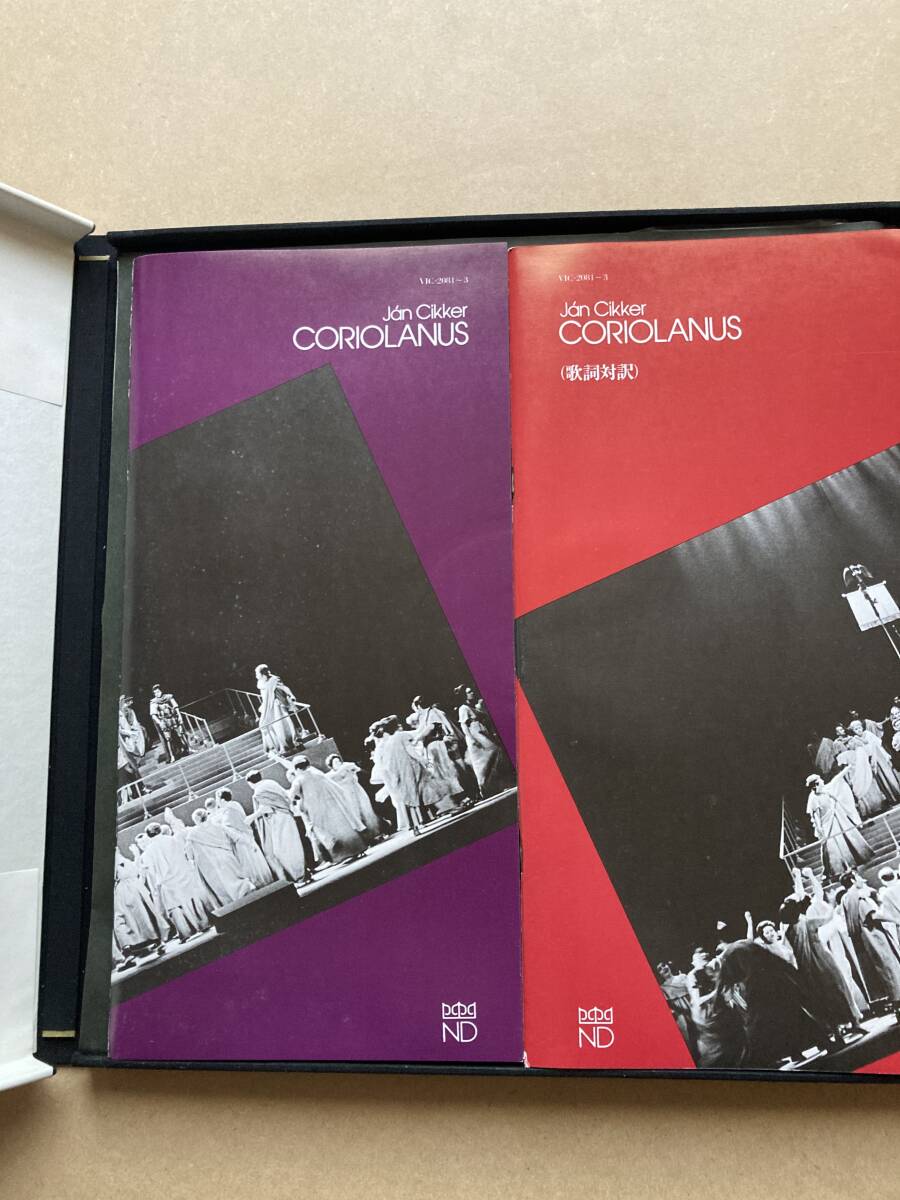 VIC-2081~3
Ján Cikker
CORIOLANUS
ND
VIC-2081~3
Ján Cikker
CORIOLANUS
(歌詞対訳)
ND